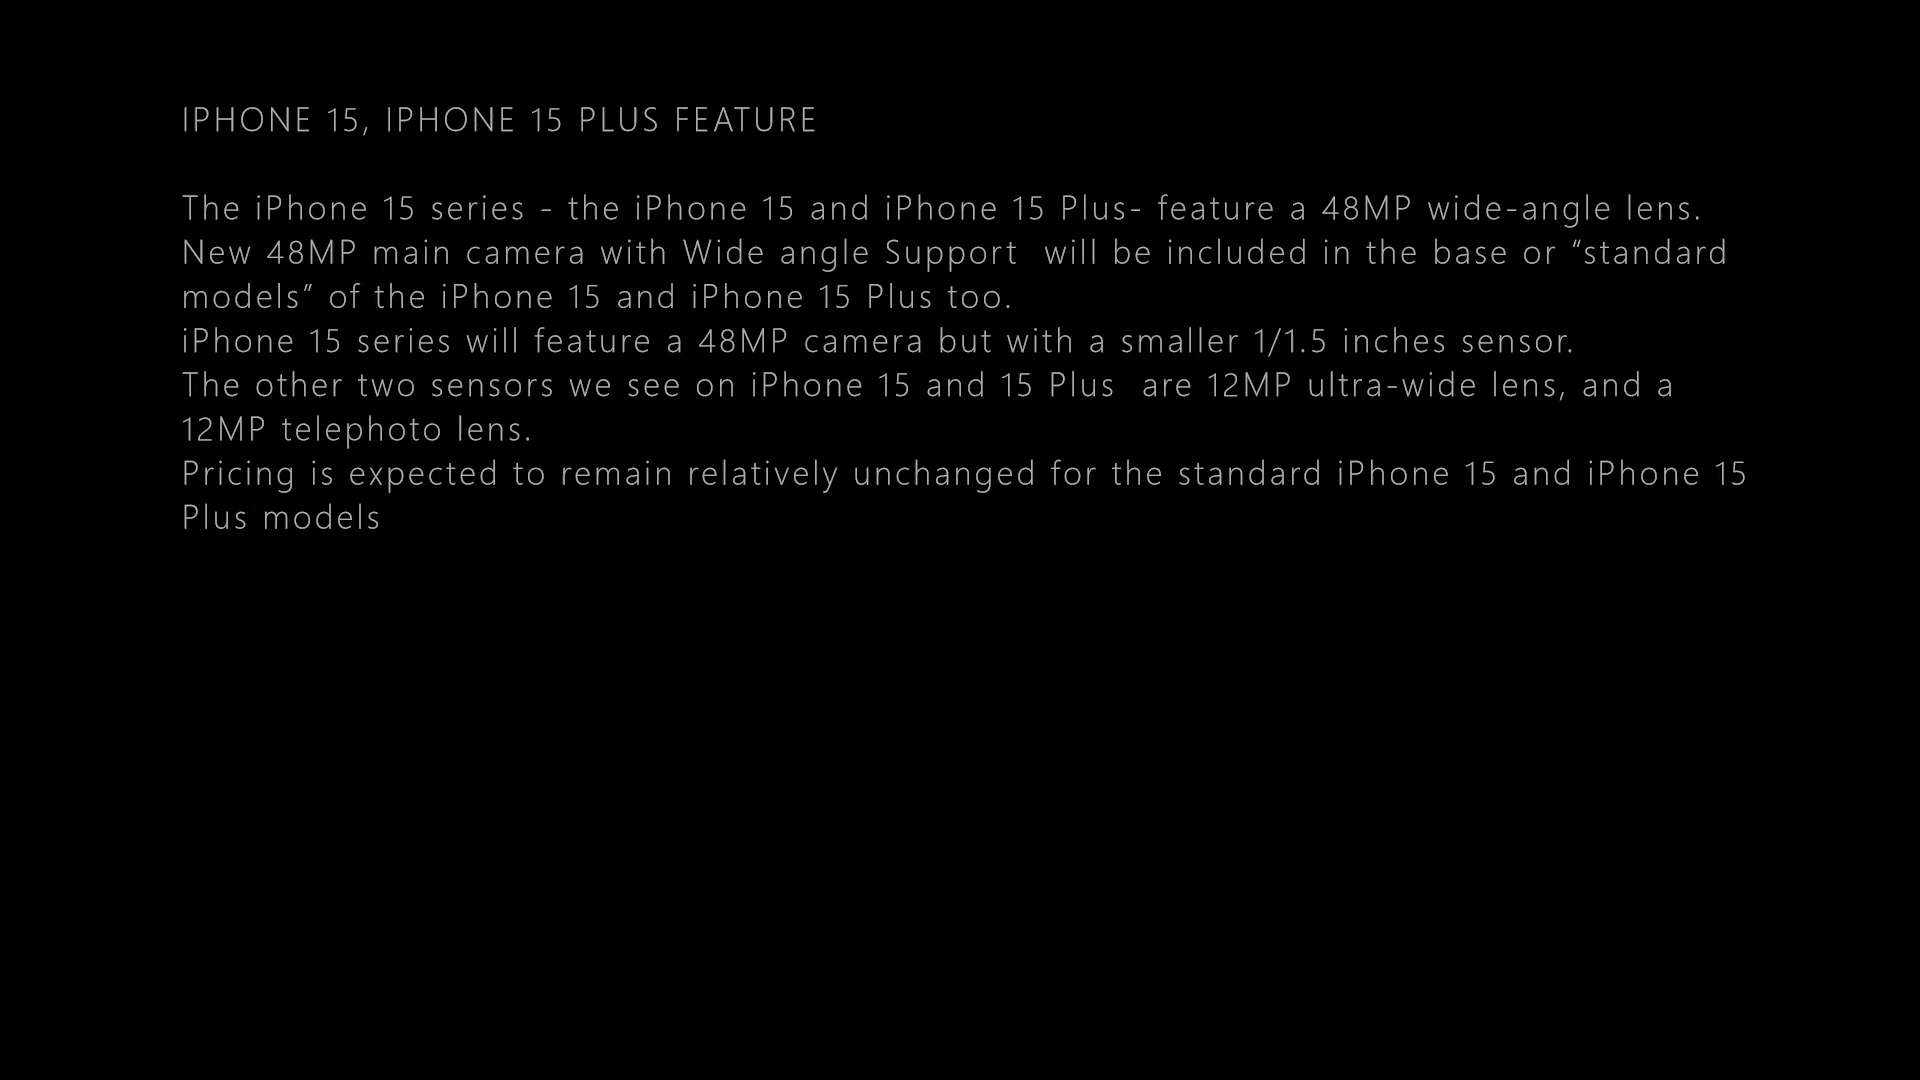 IPHONE 15, IPHONE 15 PLUS FEATURE
The iPhone 15 series - the iPhone 15 and iPhone 15 Plus- feature a 48MP wide-angle lens.
New 48MP main camera with Wide angle Support  will be included in the base or “standard
models” of the iPhone 15 and iPhone 15 Plus too.
iPhone 15 series will feature a 48MP camera but with a smaller 1/1.5 inches sensor.
The other two sensors we see on iPhone 15 and 15 Plus  are 12MP ultra-wide lens, and a
12MP telephoto lens.
Pricing is expected to remain relatively unchanged for the standard iPhone 15 and iPhone 15
Plus models